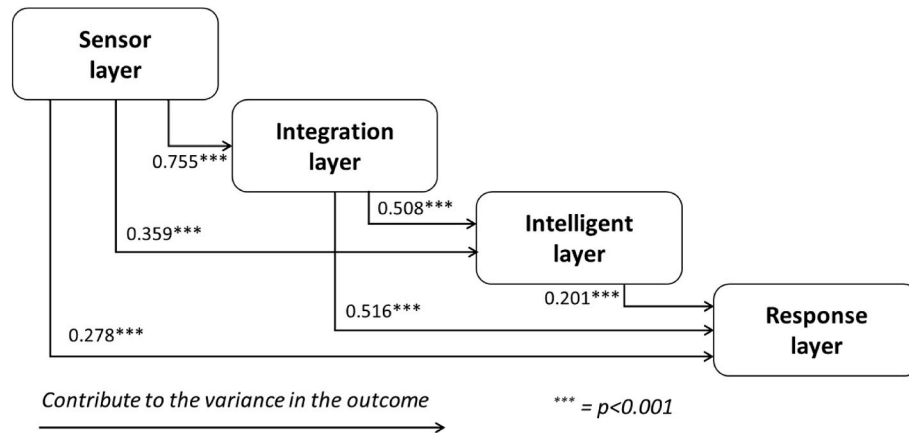 Sensor
layer
Integration
layer
0.755***
0.508***
Intelligent
layer
0.359***
0.201***
0.516***
Response
layer
0.278***
Contribute to the variance in the outcome
*** = p<0.001